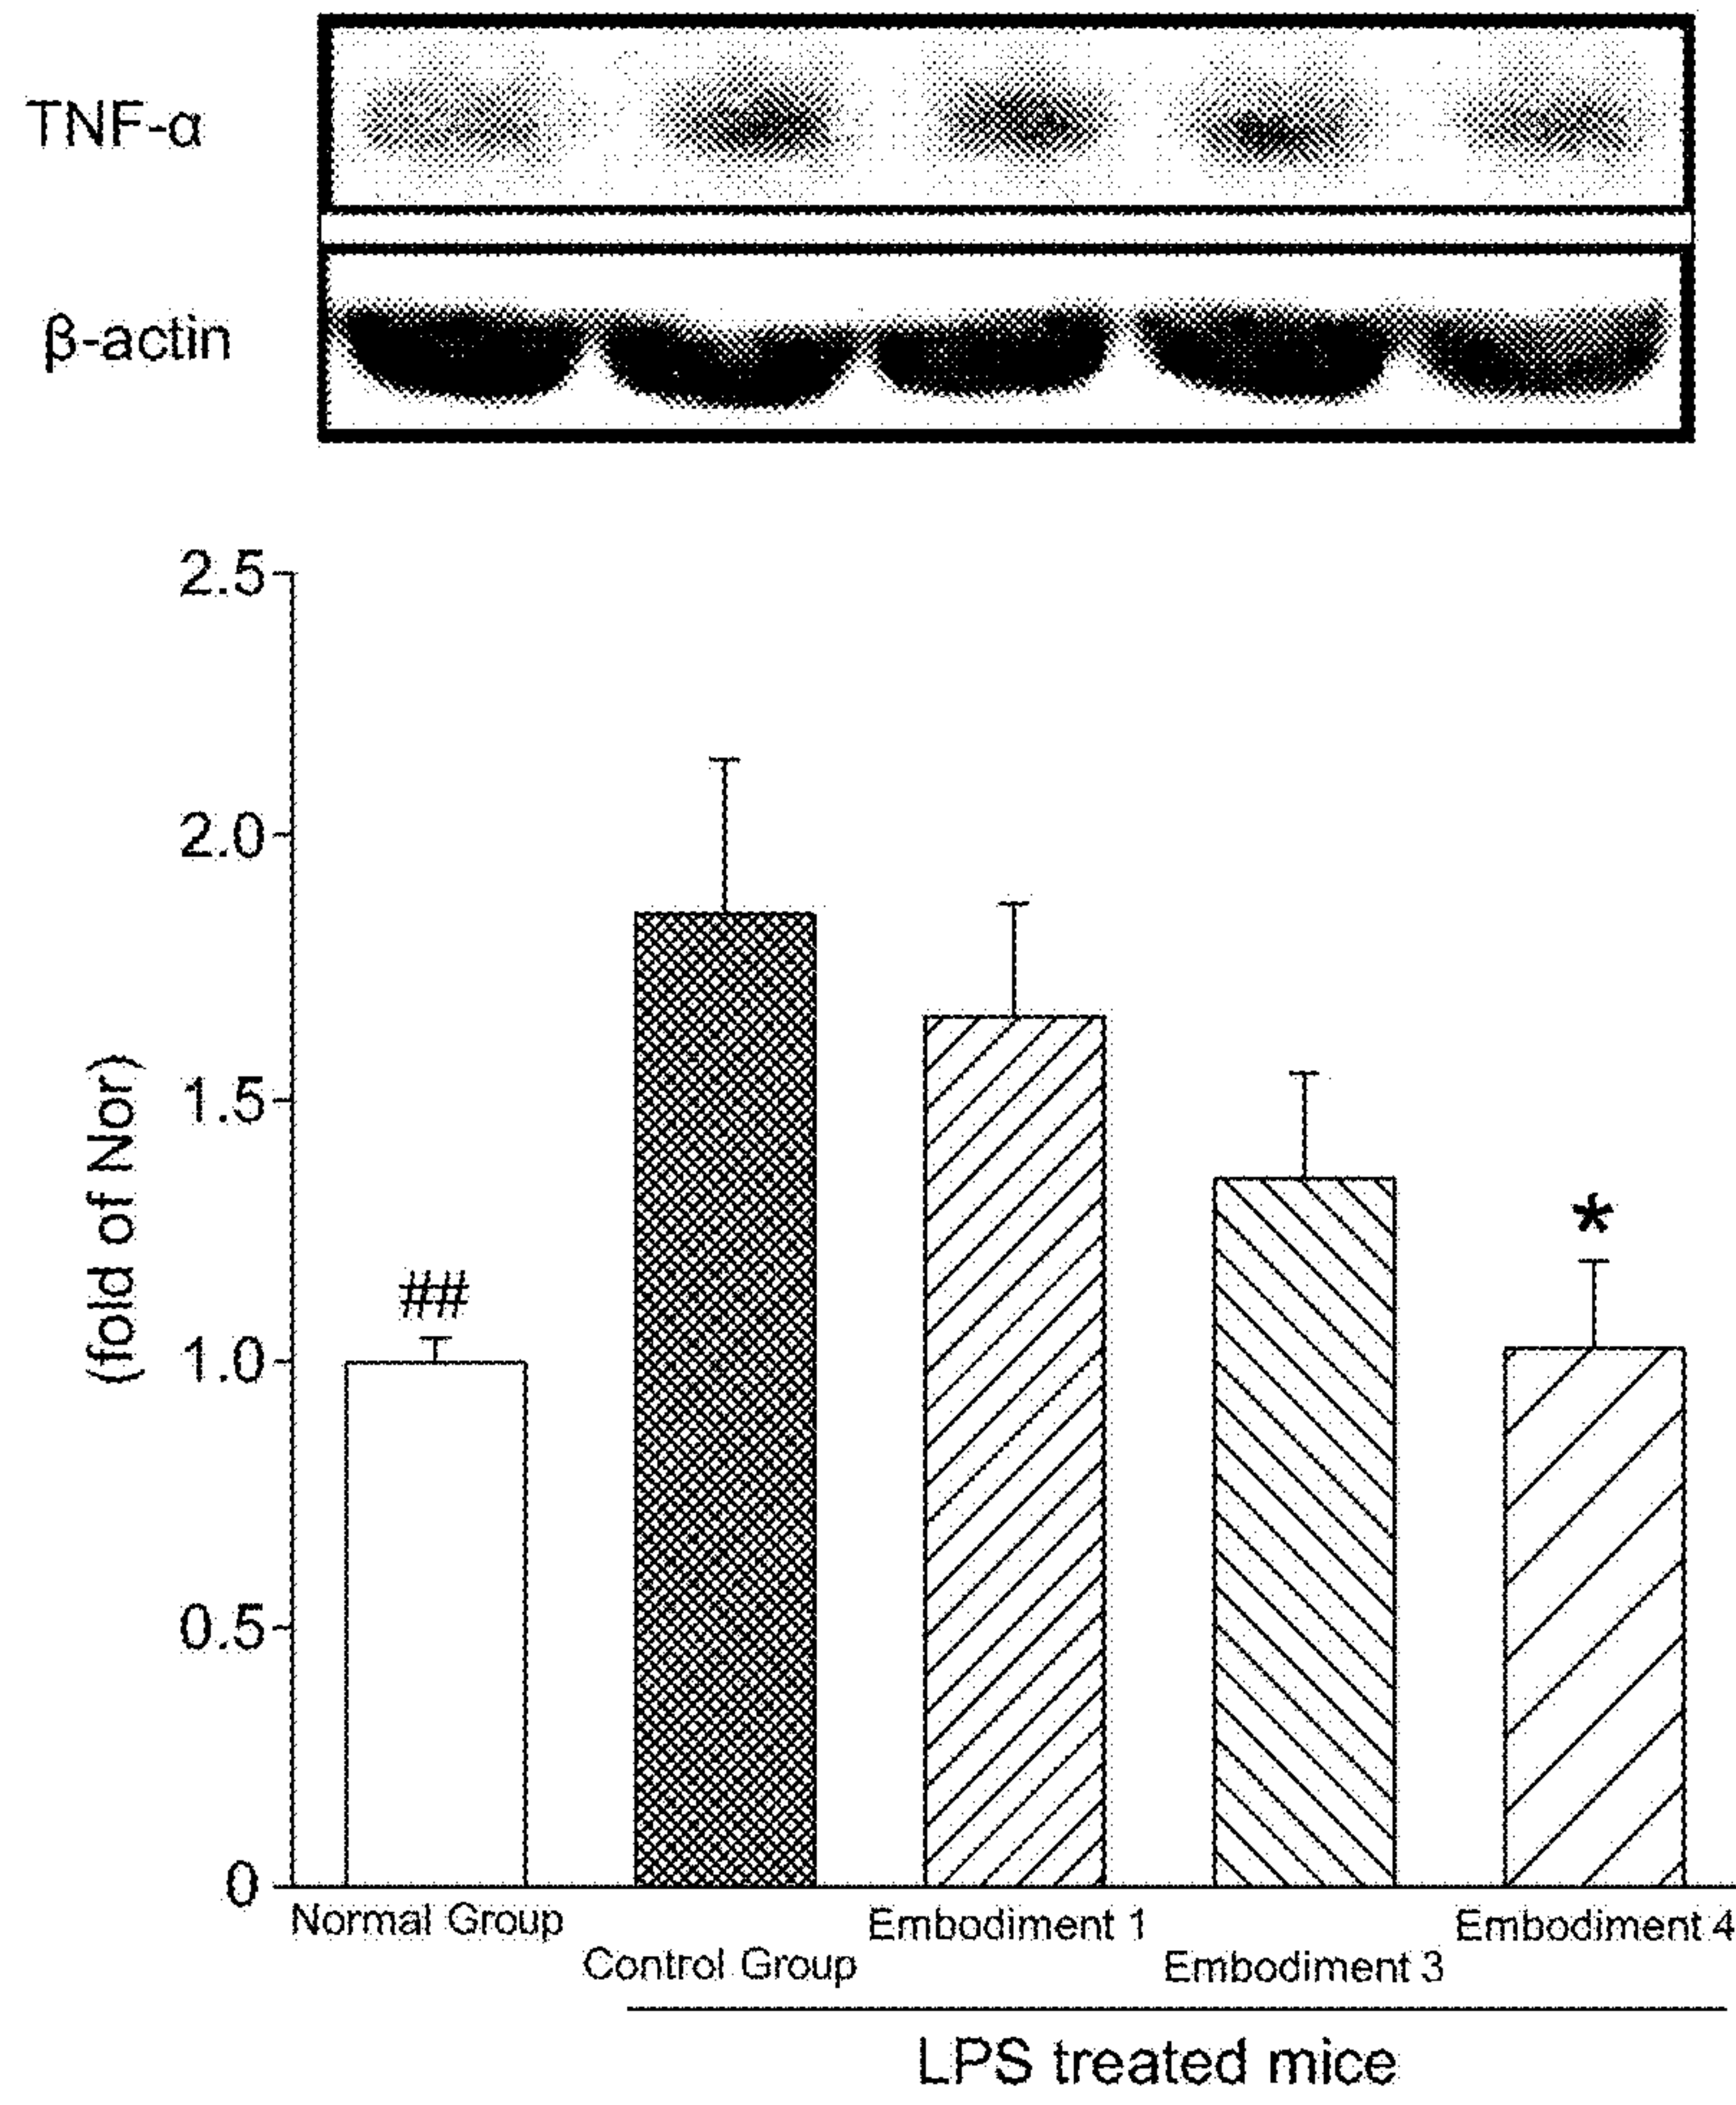 TNF-α
β-actin
2.5
2.0
1.5
1.0
0.5
0
(fold of Nor)
##
*
Normal Group
Control Group
Embodiment 1
Embodiment 3
Embodiment 4
LPS treated mice